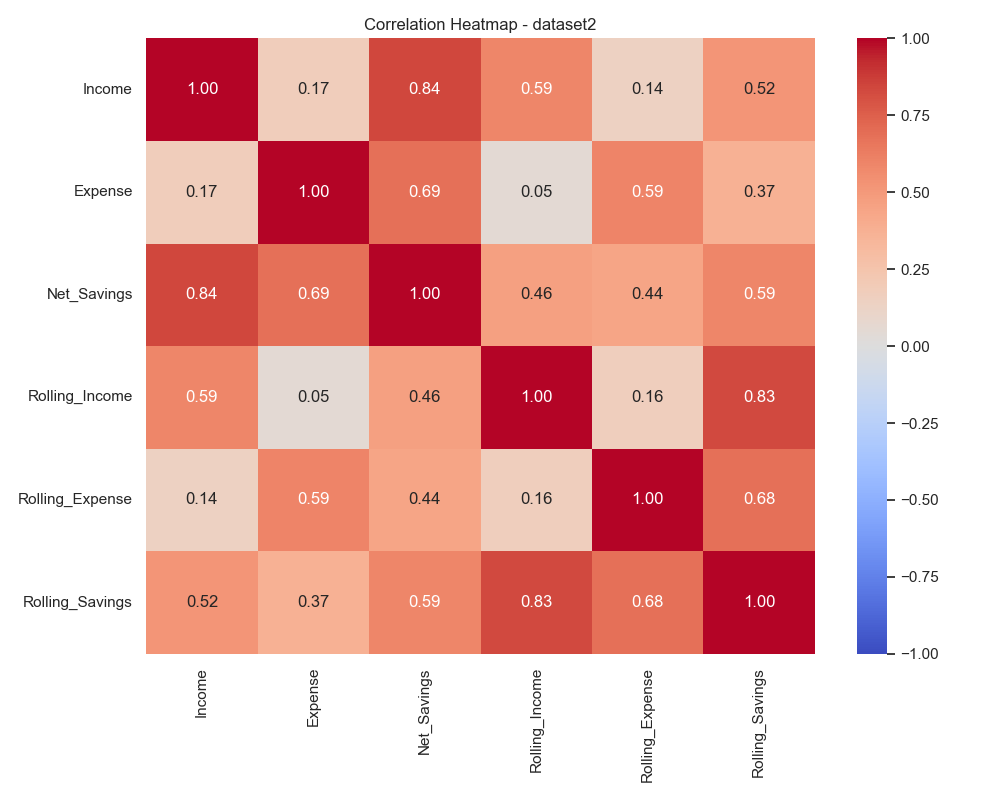 Correlation Heatmap - dataset2
Income 1.00 0.17 0.84 0.59 0.14 0.52
Expense 0.17 1.00 0.69 0.05 0.59 0.37
Net_Savings 0.84 0.69 1.00 0.46 0.44 0.59
Rolling_Income 0.59 0.05 0.46 1.00 0.16 0.83
Rolling_Expense 0.14 0.59 0.44 0.16 1.00 0.68
Rolling_Savings 0.52 0.37 0.59 0.83 0.68 1.00
Income
Expense
Net_Savings
Rolling_Income
Rolling_Expense
Rolling_Savings
1.00
0.75
0.50
0.25
0.00
−0.25
−0.50
−0.75
−1.00